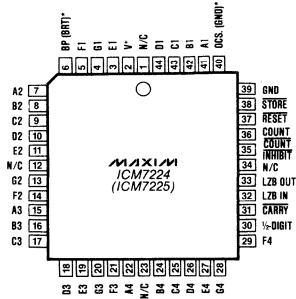 BP (BRT)*
F1
G1
E1
V+
N/C
D1
C1
B1
A1
OCS. (GND)*
6
5
4
3
2
1
44
43
42
41
40
A2 7
B2 8
C2 9
D2 10
E2 11
N/C 12
G2 13
F2 14
A3 15
B3 16
C3 17
MAXIM
ICM7224
(ICM7225)
39 GND
38 STORE
37 RESET
36 COUNT
35 COUNT INHIBIT
34 N/C
33 LZB OUT
32 LZB IN
31 CARRY
30 ½-DIGIT
29 F4
18
19
20
21
22
23
24
25
26
27
28
D3
E3
G3
F3
A4
N/C
B4
C4
D4
E4
G4